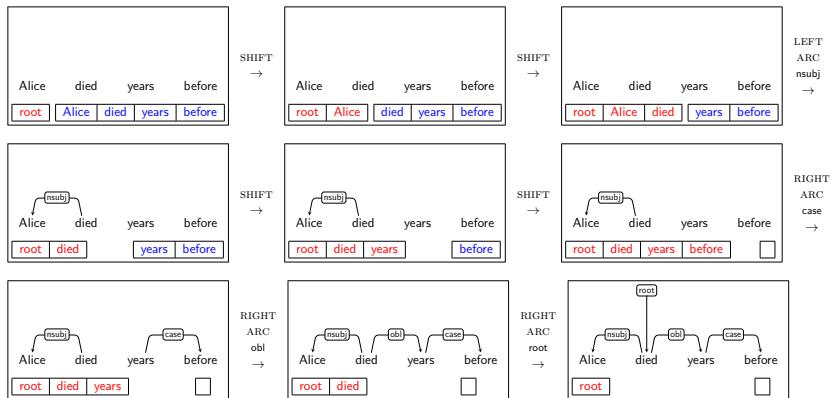 Alice died years before
root Alice died years before
SHIFT
→
Alice died years before
root Alice died years before
SHIFT
→
Alice died years before
root Alice died years before
LEFT
ARC
nsubj
→
nsubj
Alice died years before
root died years before
SHIFT
→
nsubj
Alice died years before
root died years before
SHIFT
→
nsubj
Alice died years before
root died years before
RIGHT
ARC
case
→
nsubj case
Alice died years before
root died years
RIGHT
ARC
obl
→
nsubj obl case
Alice died years before
root died
RIGHT
ARC
root
→
root
nsubj obl case
Alice died years before
root